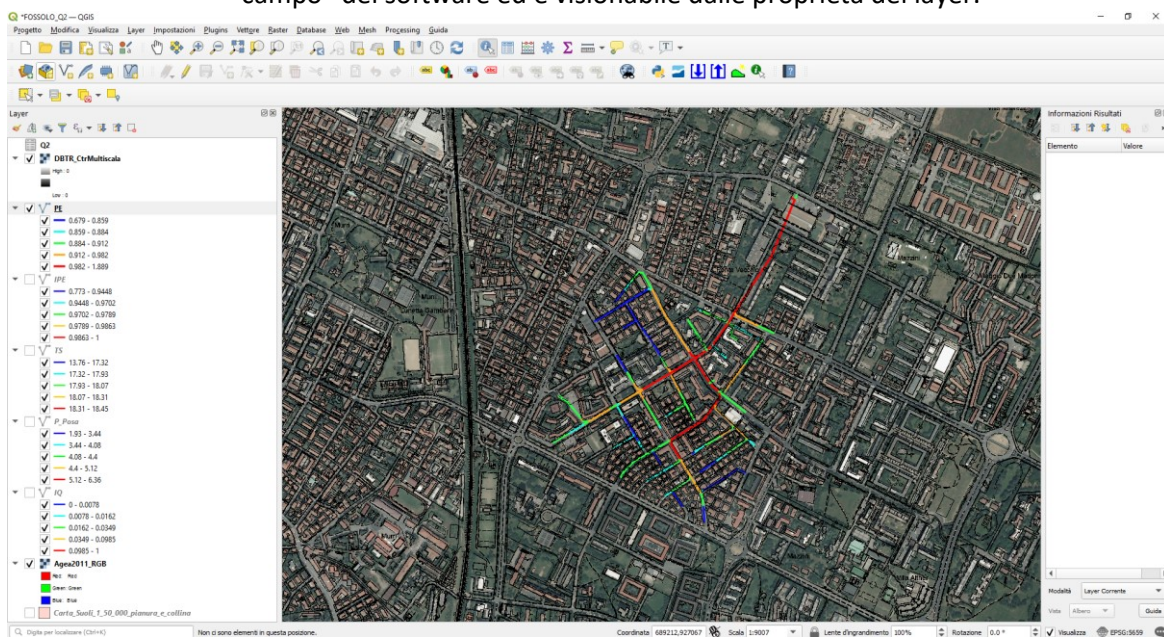 campo" del software ed è visionabile dalle proprietà del layer.
*FOSSOLO_Q2 — QGIS
Progetto Modifica Visualizza Layer Impostazioni Plugins Vettore Raster Database Web Mesh Processing Guida
Layer
Q2
DBTR_CtrMultiscala
High : 0
Low : 0
PE
0.679 - 0.859
0.859 - 0.884
0.884 - 0.912
0.912 - 0.982
0.982 - 1.889
IPE
0.773 - 0.9448
0.9448 - 0.9702
0.9702 - 0.9789
0.9789 - 0.9863
0.9863 - 1
TS
13.76 - 17.32
17.32 - 17.93
17.93 - 18.07
18.07 - 18.31
18.31 - 18.45
P_Posa
1.93 - 3.44
3.44 - 4.08
4.08 - 4.4
4.4 - 5.12
5.12 - 6.36
IQ
0 - 0.0078
0.0078 - 0.0162
0.0162 - 0.0349
0.0349 - 0.0985
0.0985 - 1
Agea2011_RGB
Red: Red
Green: Green
Blue: Blue
Carta_Suoli_1_50_000_pianura_e_collina
Informazioni Risultati
Elemento Valore
Modalità Layer Corrente
Vista Albero Guida
Digita per localizzare (Ctrl+K) Non ci sono elementi in questa posizione. Coordinata 689212,927067 Scala 1:9007 Lente d'ingrandimento 100% Rotazione 0.0 ° Visualizza EPSG:5659